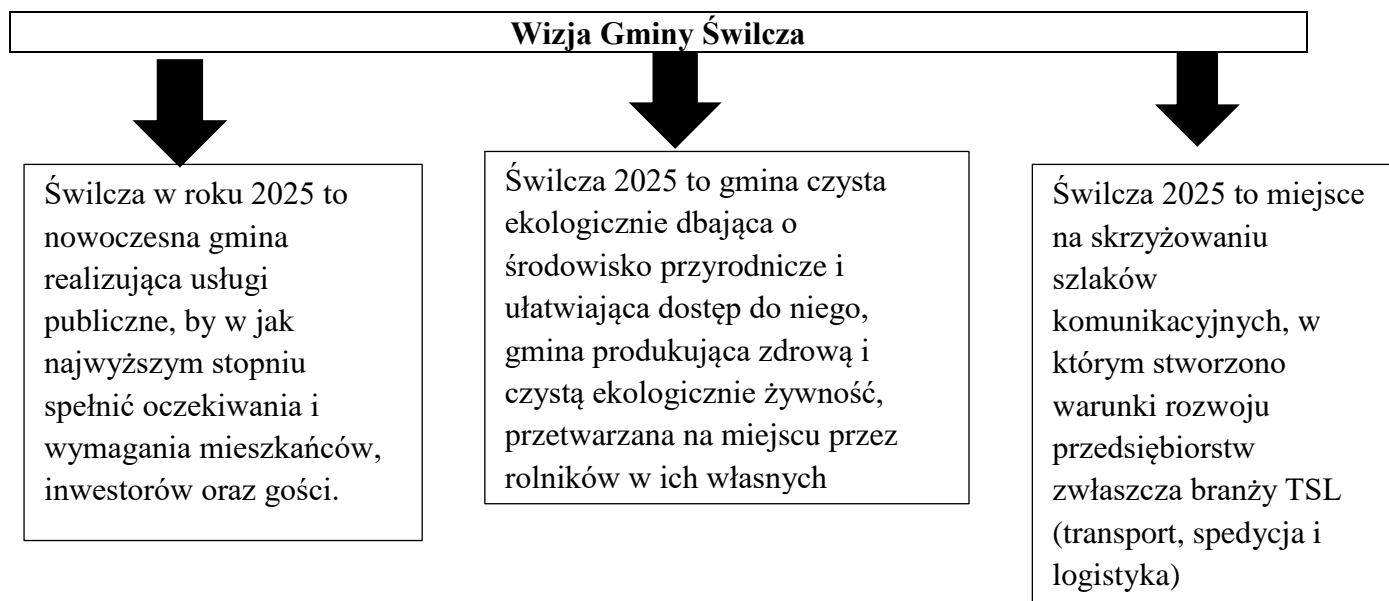 Wizja Gminy Świlcza
Świlcza w roku 2025 to
nowoczesna gmina
realizująca usługi
publiczne, by w jak
najwyższym stopniu
spełnić oczekiwania i
wymagania mieszkańców,
inwestorów oraz gości.
Świlcza 2025 to gmina czysta
ekologicznie dbająca o
środowisko przyrodnicze i
ułatwiająca dostęp do niego,
gmina produkująca zdrową i
czystą ekologicznie żywność,
przetwarzana na miejscu przez
rolników w ich własnych
Świlcza 2025 to miejsce
na skrzyżowaniu
szlaków
komunikacyjnych, w
którym stworzono
warunki rozwoju
przedsiębiorstw
zwłaszcza branży TSL
(transport, spedycja i
logistyka)